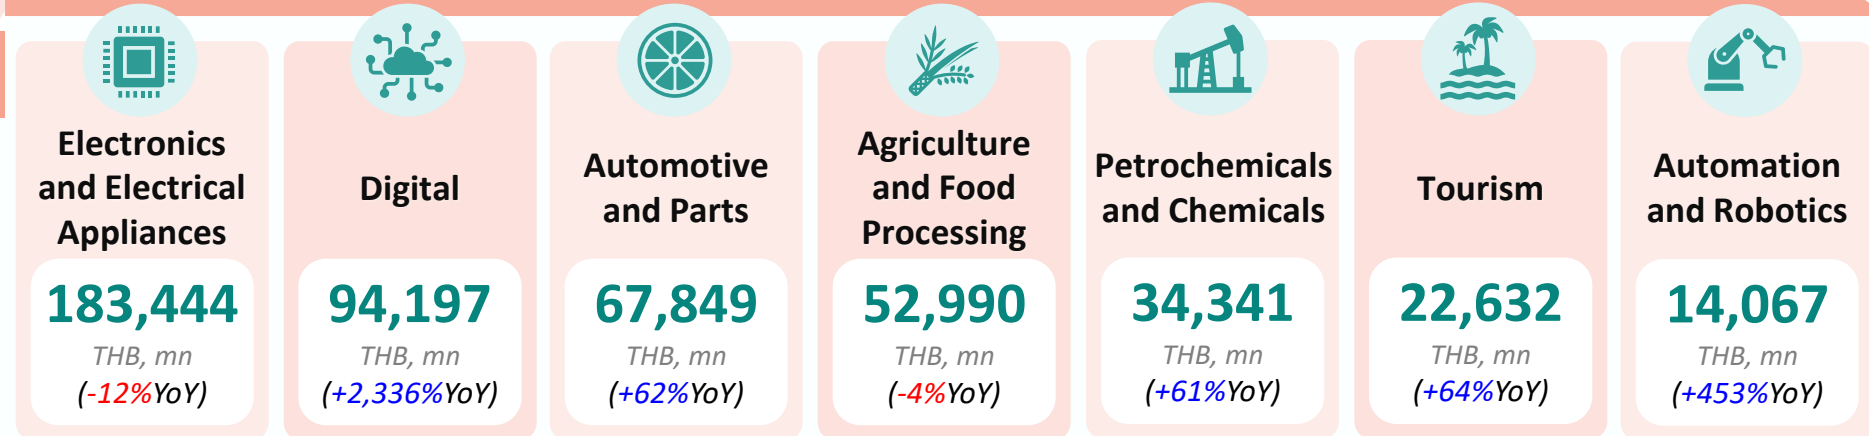 Electronics
and Electrical
Appliances
183,444
THB, mn
(-12%YoY)
Digital
94,197
THB, mn
(+2,336%YoY)
Automotive
and Parts
67,849
THB, mn
(+62%YoY)
Agriculture
and Food
Processing
52,990
THB, mn
(-4%YoY)
Petrochemicals
and Chemicals
34,341
THB, mn
(+61%YoY)
Tourism
22,632
THB, mn
(+64%YoY)
Automation
and Robotics
14,067
THB, mn
(+453%YoY)